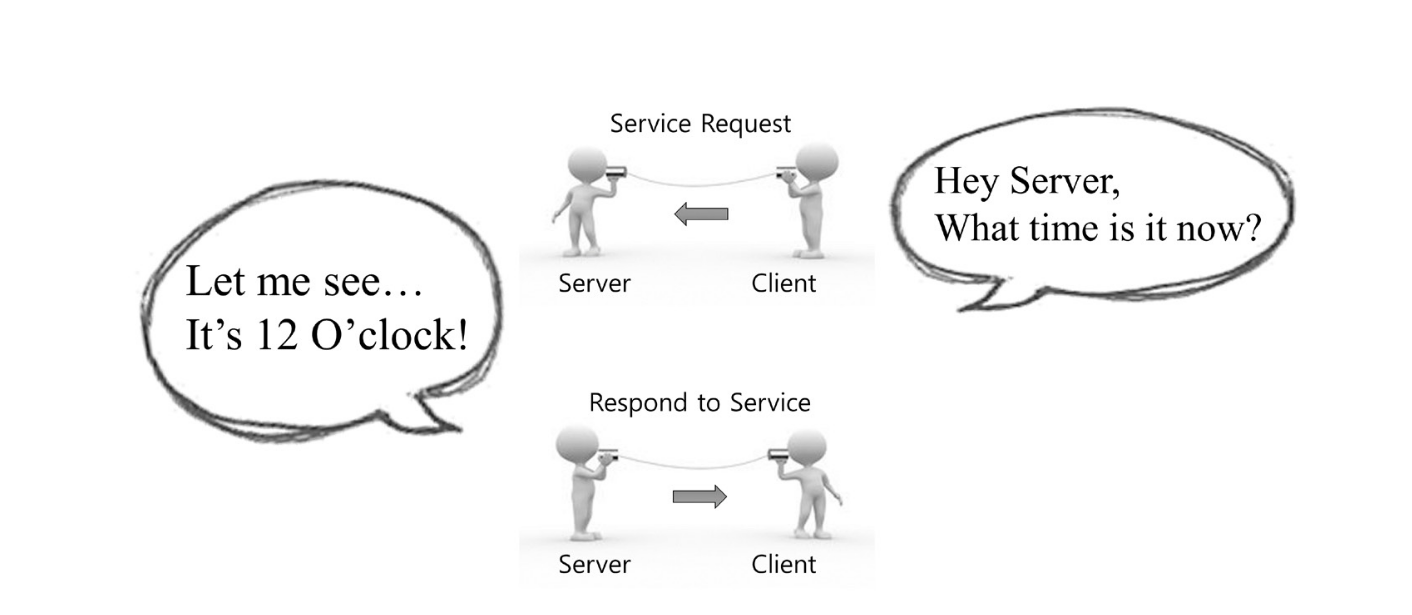 Service Request
Hey Server,
What time is it now?
Server
Client
Let me see…
It’s 12 O’clock!
Respond to Service
Server
Client